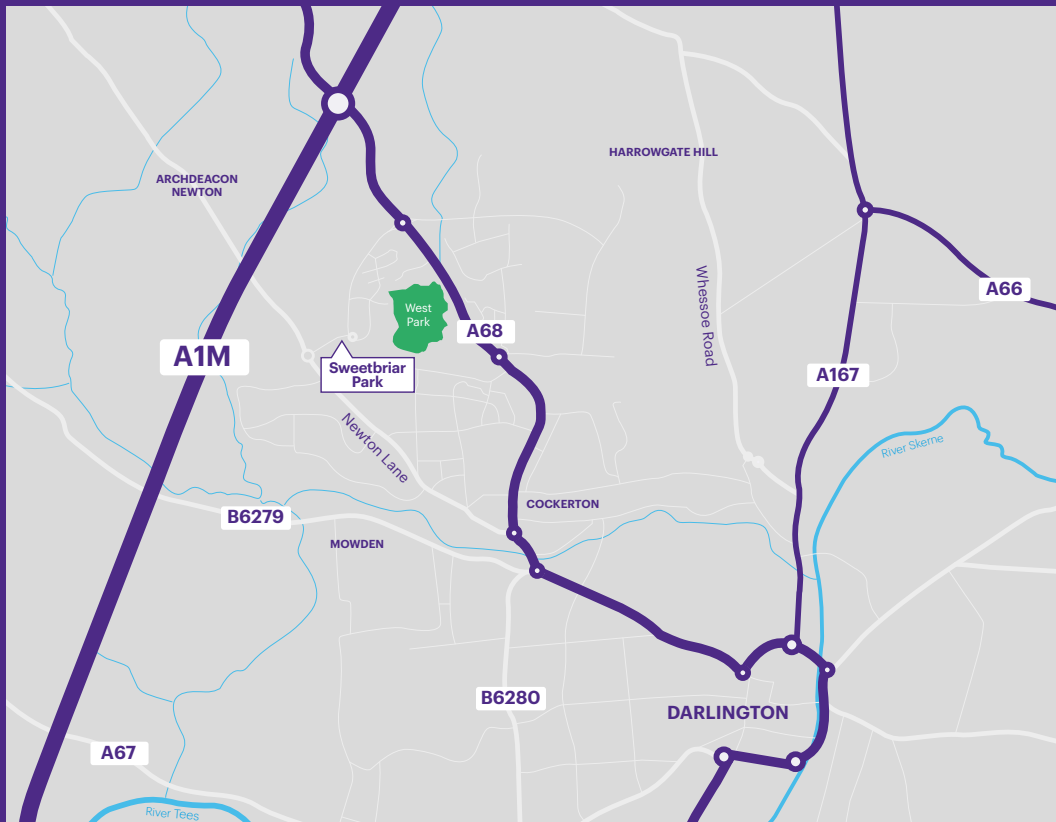 HARROWGATE HILL
ARCHDEACON
NEWTON
A66
West
Park
Whessoe Road
A68
A1M
Sweetbriar
Park
A167
River Skerne
Newton Lane
COCKERTON
B6279
MOWDEN
B6280
DARLINGTON
A67
River Tees